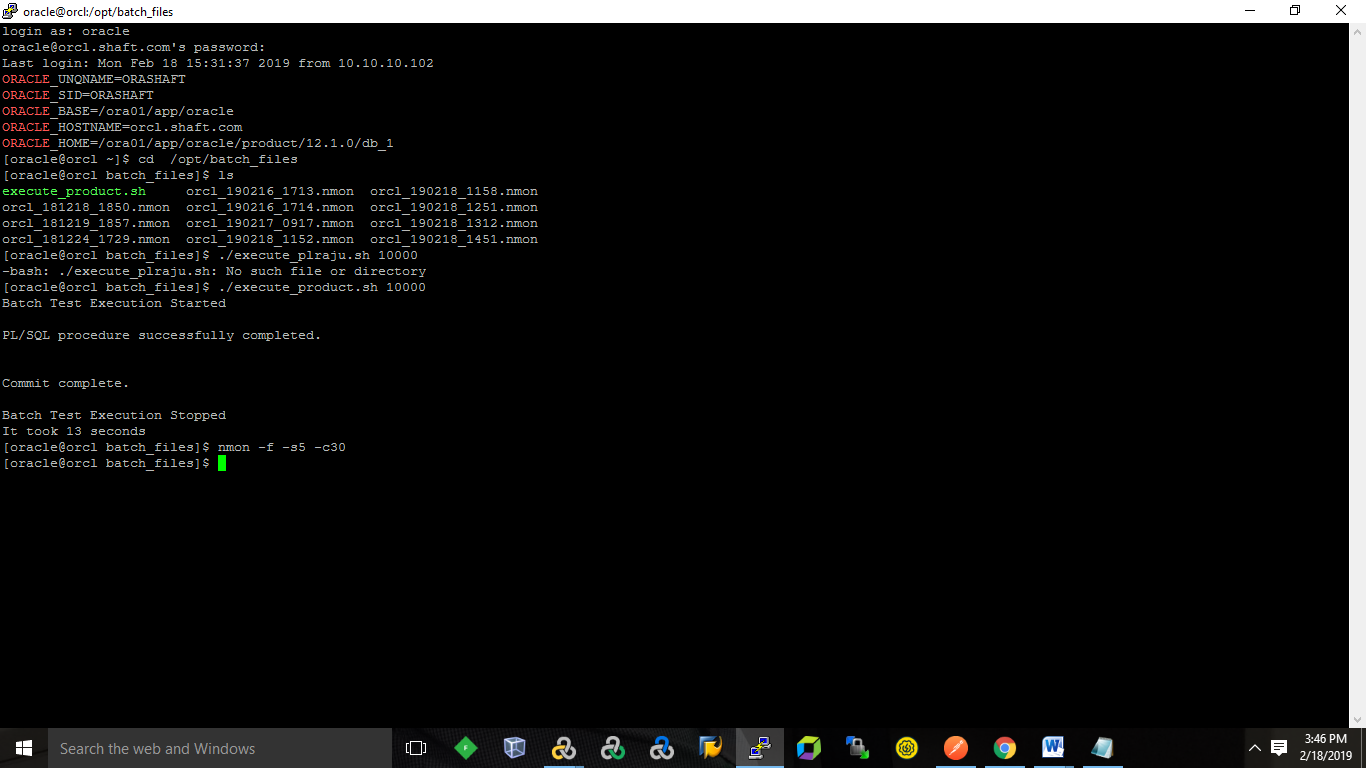 oracle@orcl:/opt/batch_files
login as: oracle
oracle@orcl.shaft.com's password:
Last login: Mon Feb 18 15:31:37 2019 from 10.10.10.102
ORACLE_UNQNAME=ORASHAFT
ORACLE_SID=ORASHAFT
ORACLE_BASE=/ora01/app/oracle
ORACLE_HOSTNAME=orcl.shaft.com
ORACLE_HOME=/ora01/app/oracle/product/12.1.0/db_1
[oracle@orcl ~]$ cd  /opt/batch_files
[oracle@orcl batch_files]$ ls
execute_product.sh     orcl_190216_1713.nmon  orcl_190218_1158.nmon
orcl_181218_1850.nmon  orcl_190216_1714.nmon  orcl_190218_1251.nmon
orcl_181219_1857.nmon  orcl_190217_0917.nmon  orcl_190218_1312.nmon
orcl_181224_1729.nmon  orcl_190218_1152.nmon  orcl_190218_1451.nmon
[oracle@orcl batch_files]$ ./execute_plraju.sh 10000
-bash: ./execute_plraju.sh: No such file or directory
[oracle@orcl batch_files]$ ./execute_product.sh 10000
Batch Test Execution Started
PL/SQL procedure successfully completed.
Commit complete.
Batch Test Execution Stopped
It took 13 seconds
[oracle@orcl batch_files]$ nmon -f -s5 -c30
[oracle@orcl batch_files]$
Search the web and Windows
3:46 PM
2/18/2019